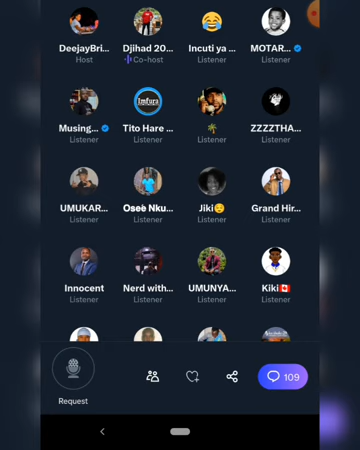 DeejayBri... Djihad 20... Incuti ya ... MOTAR...
Host Co-host Listener Listener
Musing... Tito Hare ... 🌴 ZZZZTHA...
Listener Listener Listener Listener
UMUKAR... Oseè Nku... Jiki😌 Grand Hir...
Listener Listener Listener Listener
Innocent Nerd with... UMUNYA... Kiki🇨🇦
Listener Listener Listener Listener
109
Request